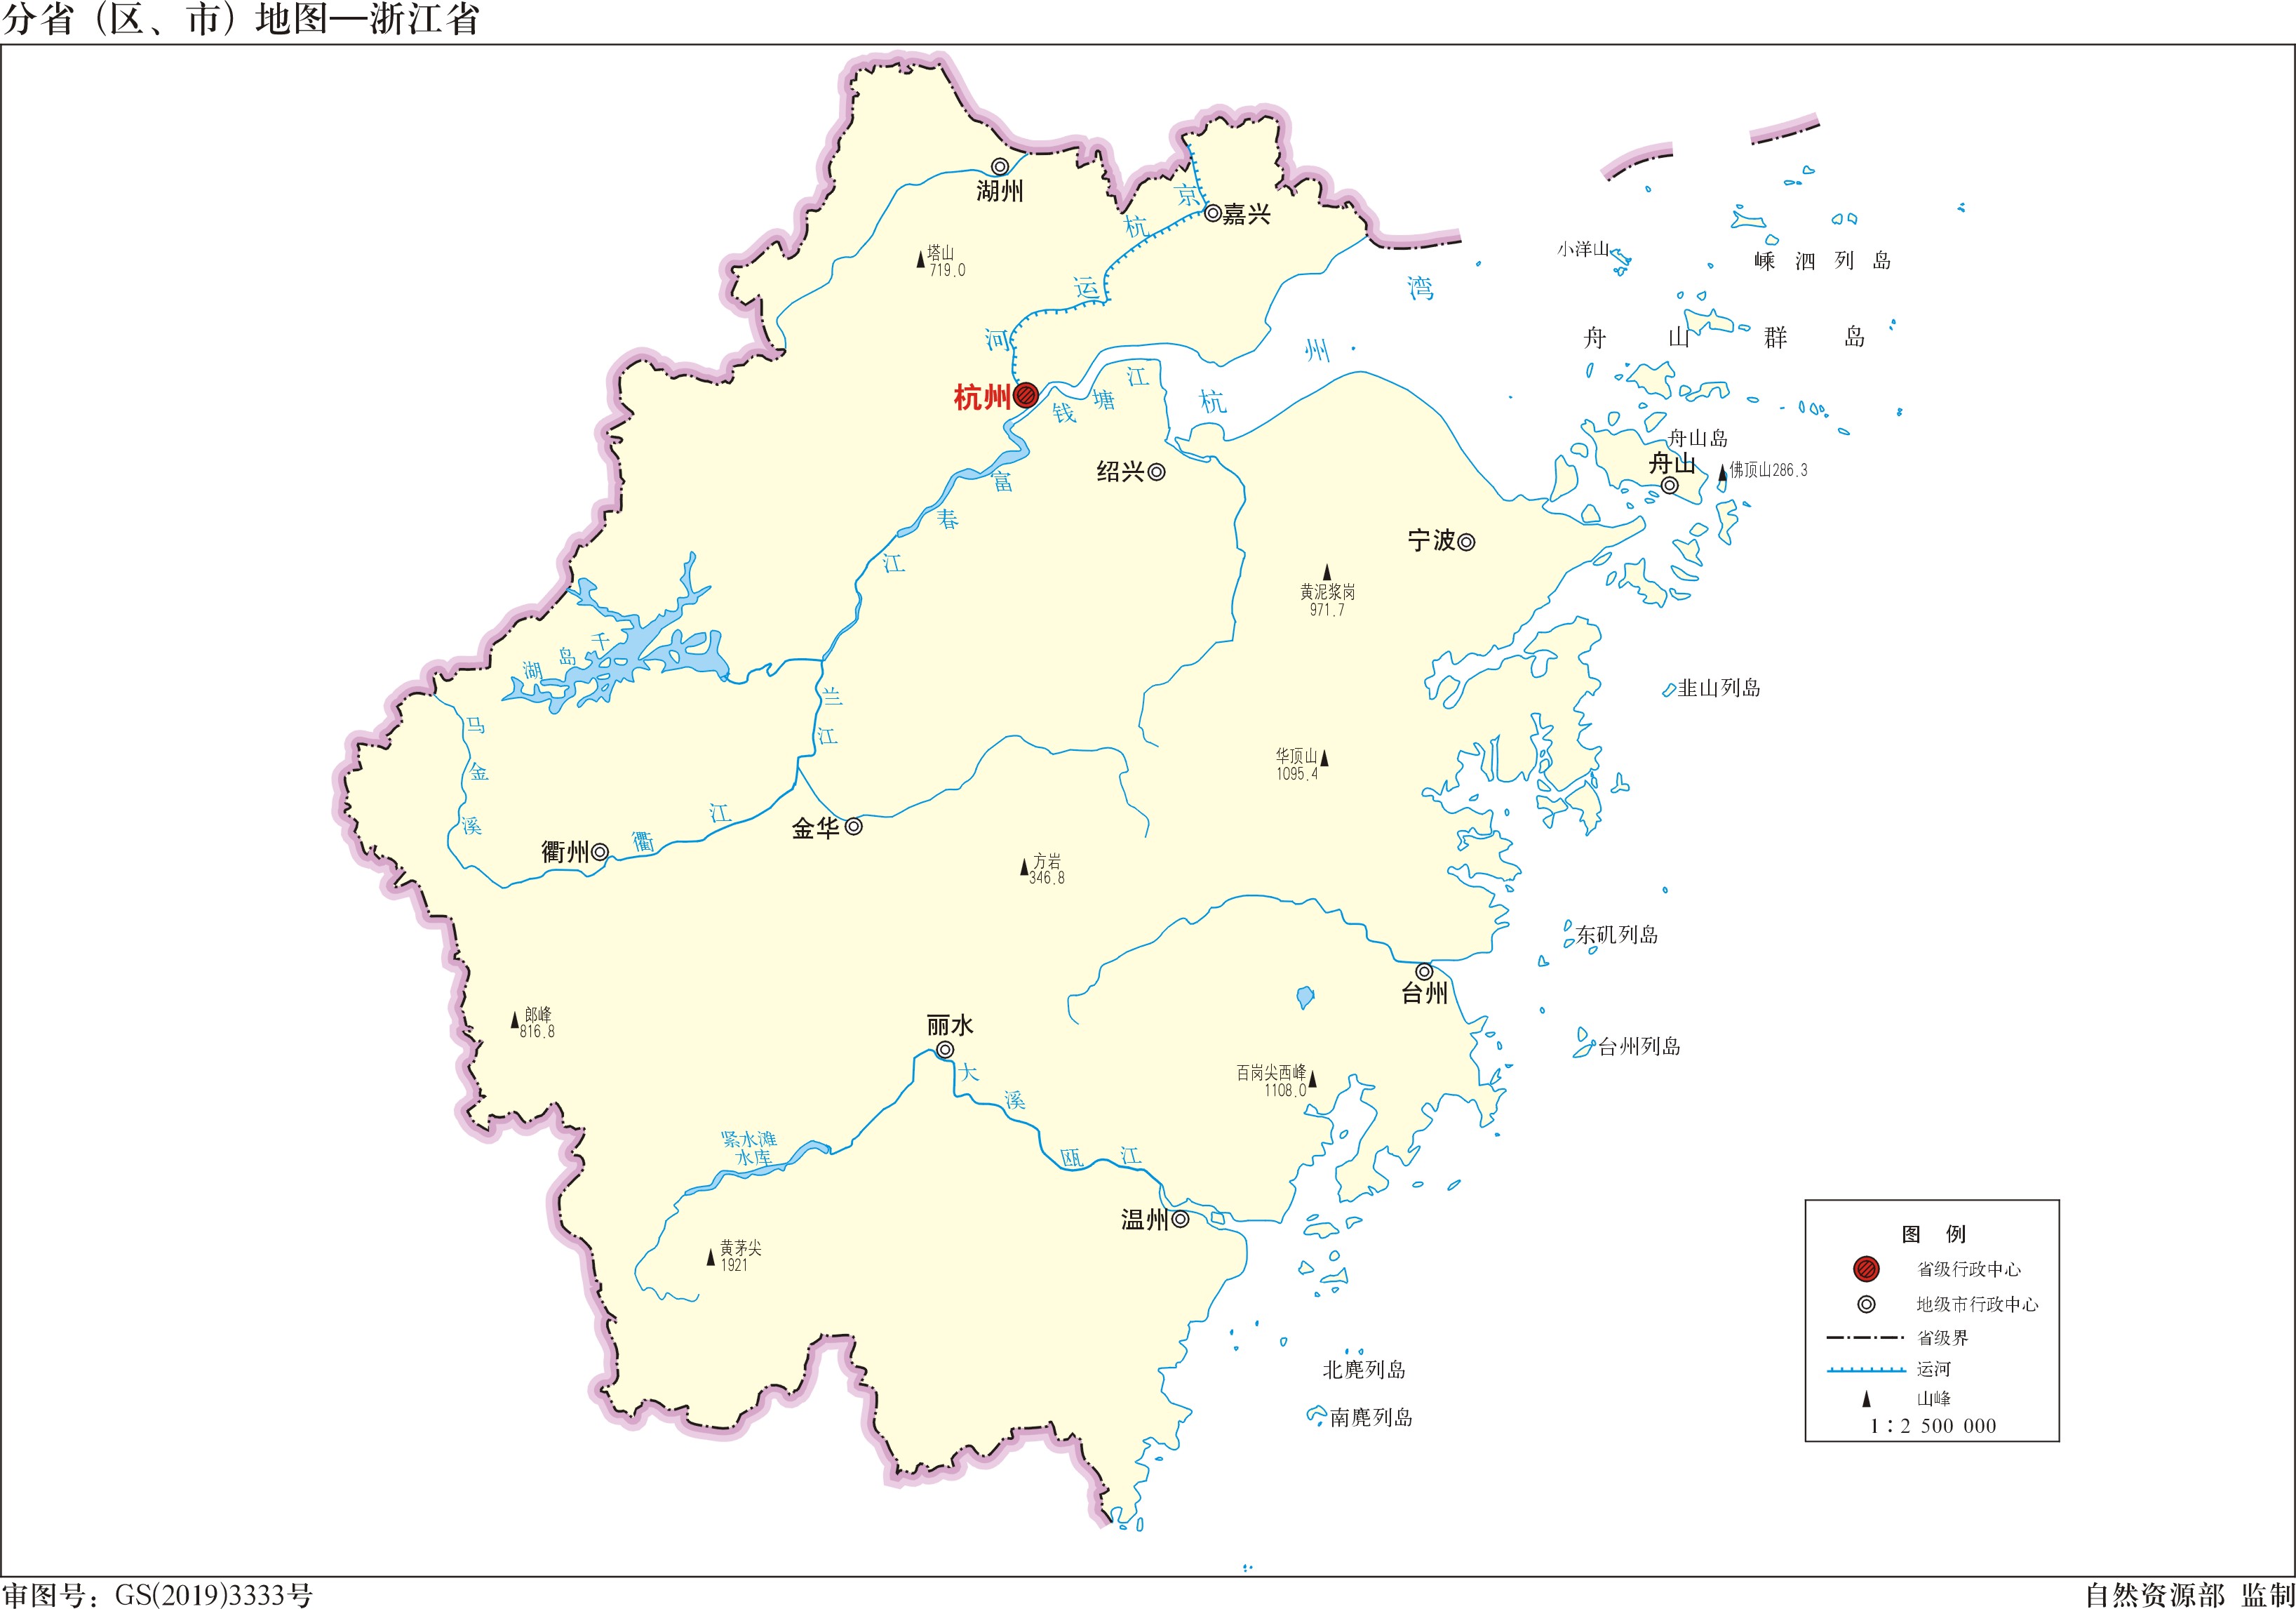 分省（区、市）地图—浙江省
湖州
嘉兴
京杭运河
塔山
719.0
小洋山
嵊泗列岛
舟山群岛
杭州湾
杭州
钱塘江
舟山岛
舟山
佛顶山286.3
绍兴
富春江
宁波
黄泥浆岗
971.7
千岛湖
兰江
韭山列岛
马金溪
华顶山
1095.4
衢州
衢江
金华
方岩
346.8
东矶列岛
台州
郎峰
816.8
丽水
台州列岛
大溪
百岗尖西峰
1108.0
紧水滩
水库
瓯江
温州
黄茅尖
1921
北麂列岛
南麂列岛
图例
省级行政中心
地级市行政中心
省级界
运河
山峰
1：2 500 000
审图号：GS(2019)3333号
自然资源部 监制